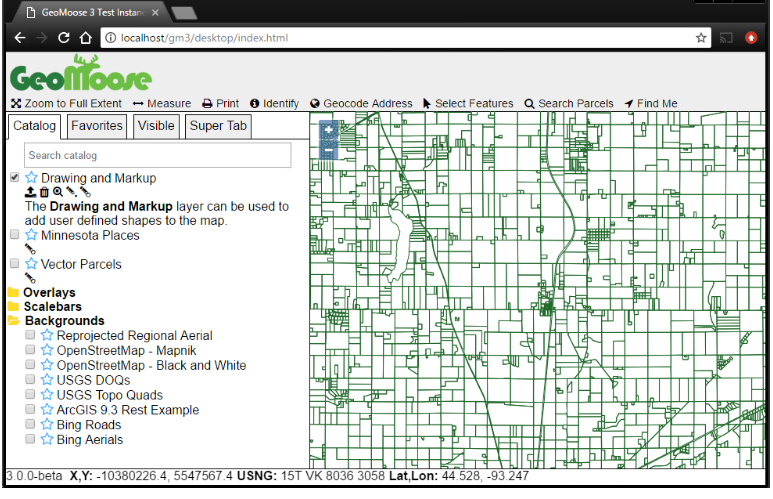 GeoMoose 3 Test Instanc
localhost/gm3/desktop/index.html
GeoMoose
Zoom to Full Extent Measure Print Identify Geocode Address Select Features Search Parcels Find Me
Catalog Favorites Visible Super Tab
Search catalog
Drawing and Markup
The Drawing and Markup layer can be used to
add user defined shapes to the map.
Minnesota Places
Vector Parcels
Overlays
Scalebars
Backgrounds
Reprojected Regional Aerial
OpenStreetMap - Mapnik
OpenStreetMap - Black and White
USGS DOQs
USGS Topo Quads
ArcGIS 9.3 Rest Example
Bing Roads
Bing Aerials
3.0.0-beta X,Y: -10380226.4, 5547567.4 USNG: 15T VK 8036 3058 Lat,Lon: 44.528, -93.247